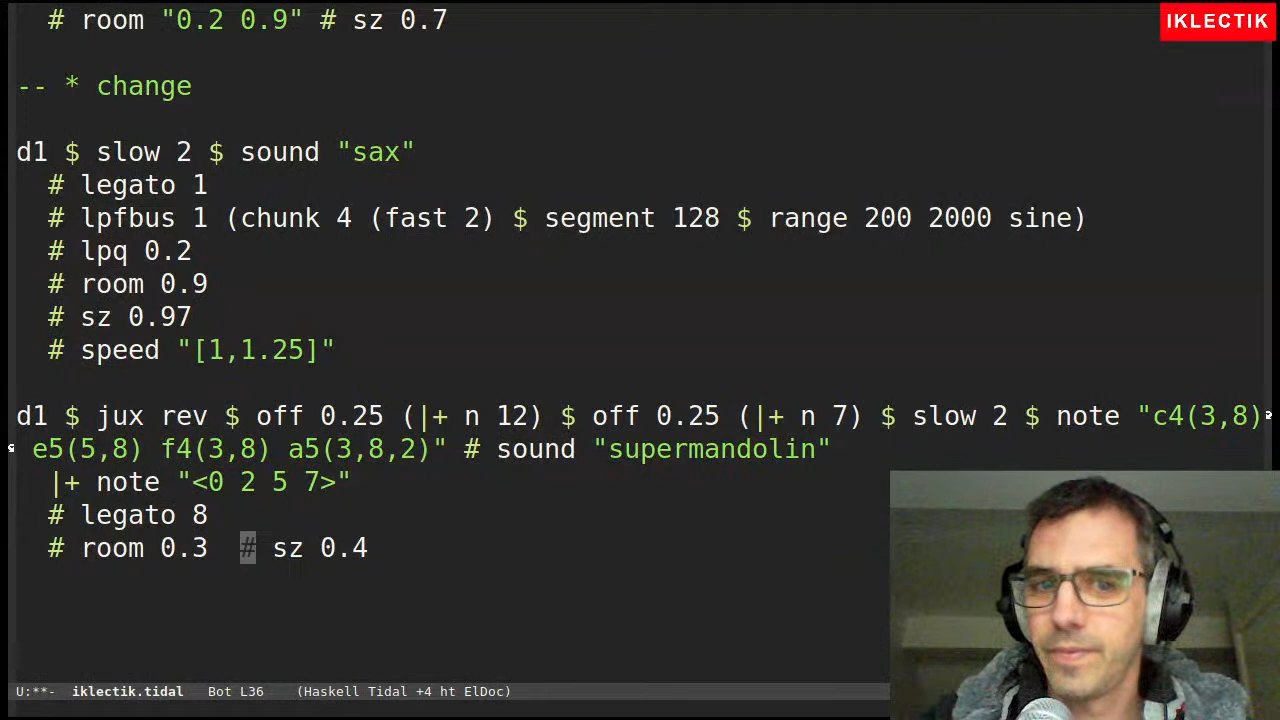 # room "0.2 0.9" # sz 0.7
IKLECTIK
-- * change
d1 $ slow 2 $ sound "sax"
# legato 1
# lpfbus 1 (chunk 4 (fast 2) $ segment 128 $ range 200 2000 sine)
# lpq 0.2
# room 0.9
# sz 0.97
# speed "[1,1.25]"
d1 $ jux rev $ off 0.25 (|+ n 12) $ off 0.25 (|+ n 7) $ slow 2 $ note "c4(3,8)
e5(5,8) f4(3,8) a5(3,8,2)" # sound "supermandolin"
|+ note "<0 2 5 7>"
# legato 8
# room 0.3  # sz 0.4
U:**-  iklectik.tidal   Bot L36    (Haskell Tidal +4 ht ElDoc)